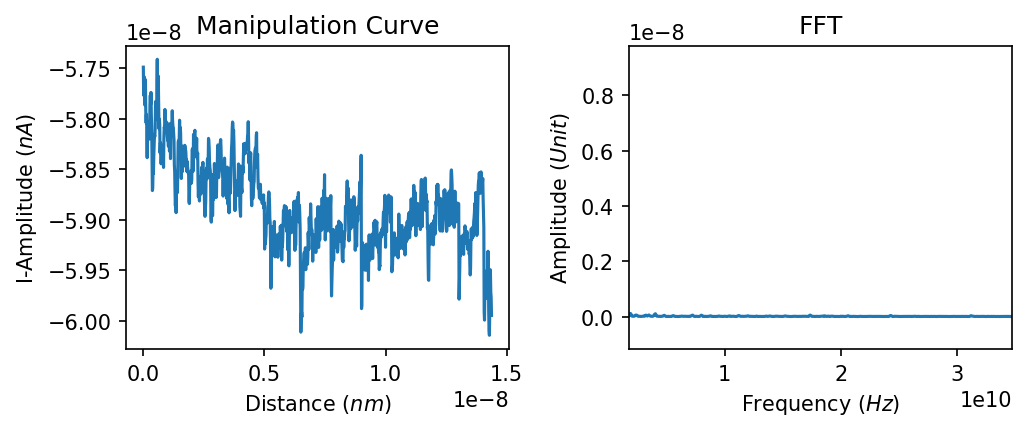 Manipulation Curve
1e−8
−5.75
−5.80
−5.85
−5.90
−5.95
−6.00
I-Amplitude (nA)
0.0 0.5 1.0 1.5
1e−8
Distance (nm)
FFT
1e−8
0.8
0.6
0.4
0.2
0.0
Amplitude (Unit)
1 2 3
1e10
Frequency (Hz)